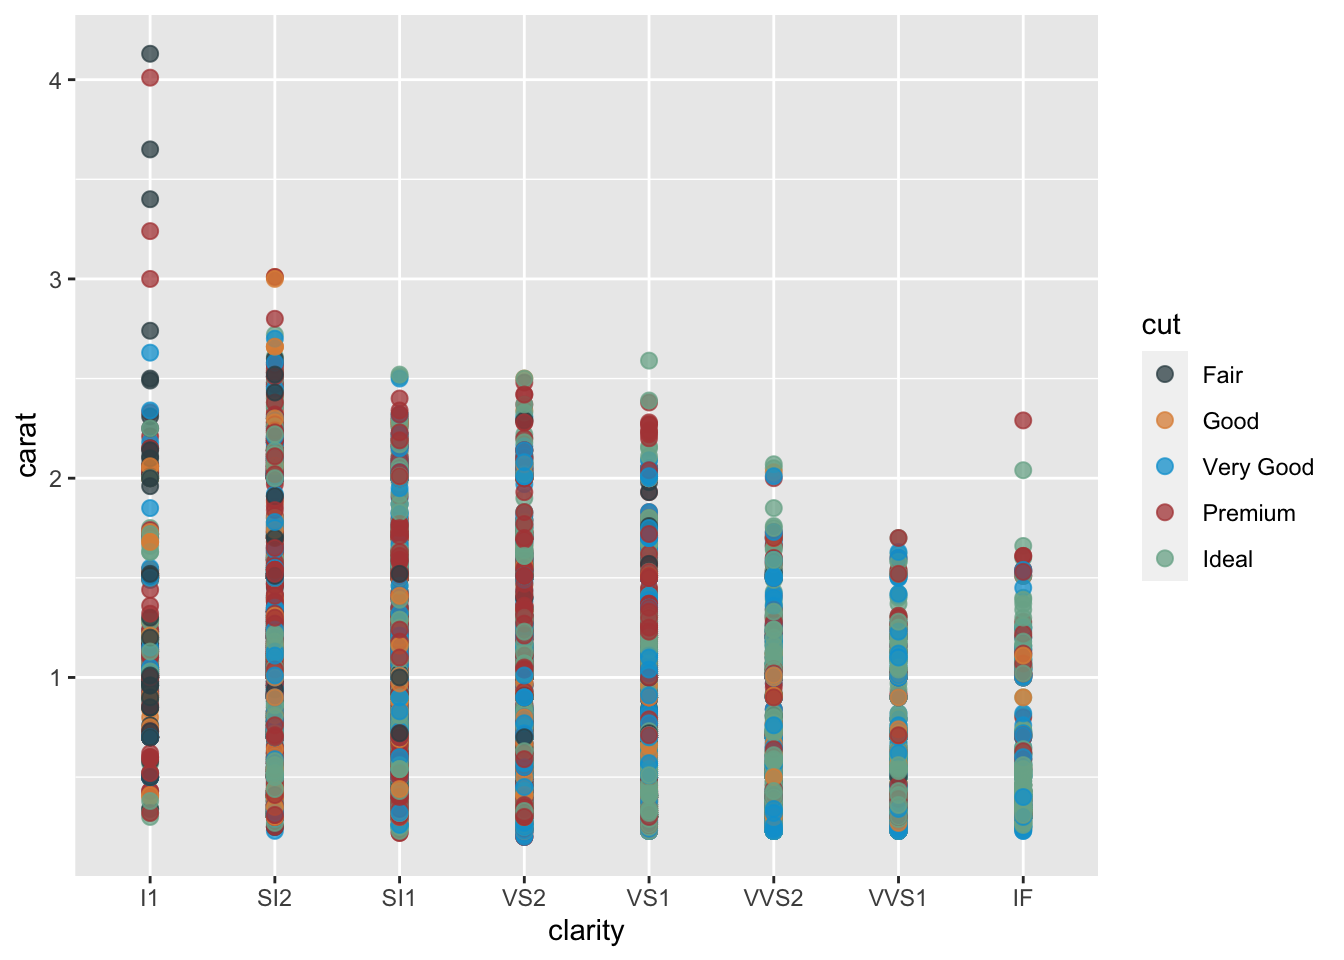 4
3
2
1
carat
I1 SI2 SI1 VS2 VS1 VVS2 VVS1 IF
clarity
cut
Fair
Good
Very Good
Premium
Ideal